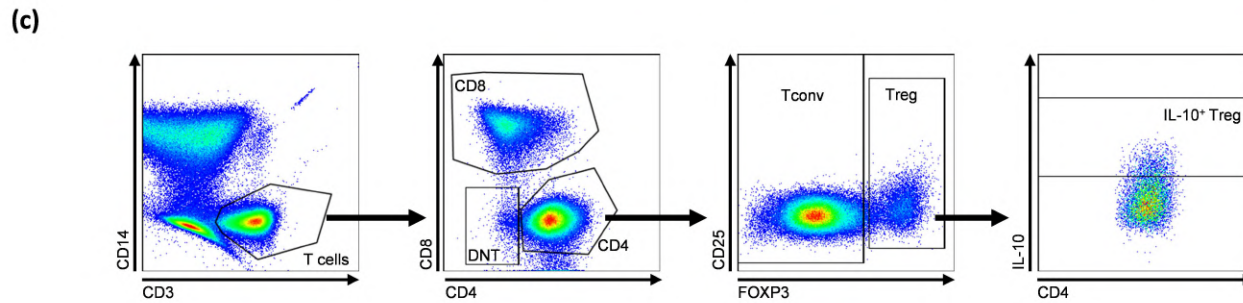 (c)
CD14
T cells
CD3
CD8
CD8
DNT
CD4
CD4
CD25
Tconv
Treg
FOXP3
IL-10
IL-10⁺ Treg
CD4